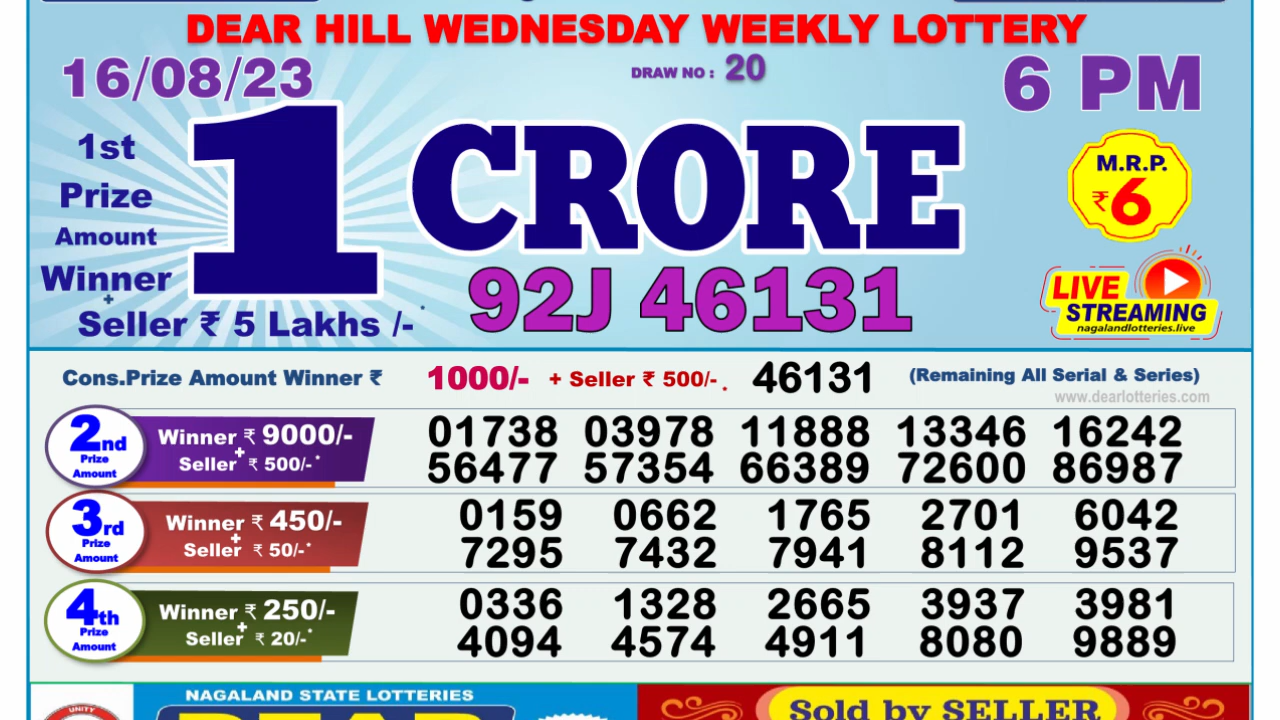 DEAR HILL WEDNESDAY WEEKLY LOTTERY
16/08/23
DRAW NO : 20
6 PM
1st
Prize
Amount
Winner
+
Seller ₹ 5 Lakhs /- *
1 CRORE
92J 46131
M.R.P.
₹6
LIVE
STREAMING
nagalandlotteries.live
Cons.Prize Amount Winner ₹ 1000/- + Seller ₹ 500/- . 46131 (Remaining All Serial & Series)
www.dearlotteries.com
2nd
Prize
Amount
Winner ₹ 9000/-
+
Seller ₹ 500/- *
01738 03978 11888 13346 16242
56477 57354 66389 72600 86987
3rd
Prize
Amount
Winner ₹ 450/-
+
Seller ₹ 50/- *
0159 0662 1765 2701 6042
7295 7432 7941 8112 9537
4th
Prize
Amount
Winner ₹ 250/-
+
Seller ₹ 20/- *
0336 1328 2665 3937 3981
4094 4574 4911 8080 9889
UNITY
NAGALAND STATE LOTTERIES
DEAR
Sold by SELLER